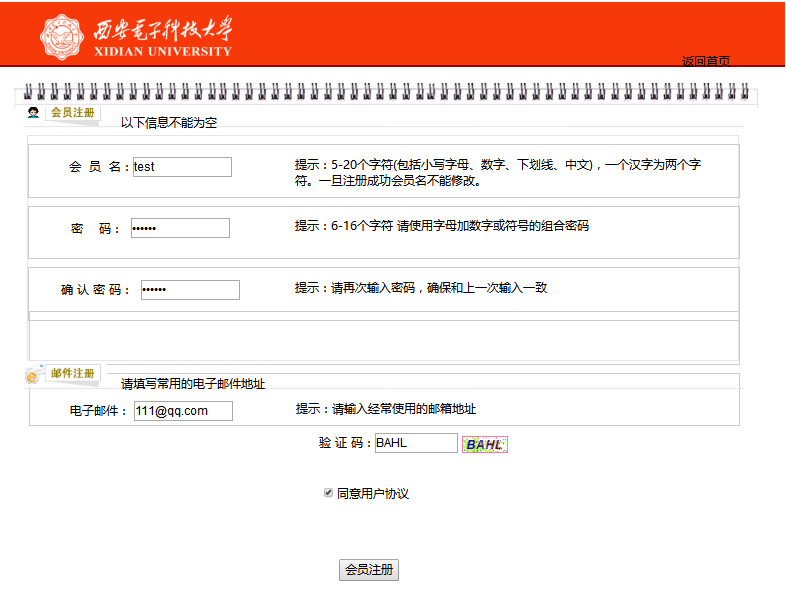 西安电子科技大学
XIDIAN UNIVERSITY
返回首页
会员注册
以下信息不能为空
会 员 名：test
提示：5-20个字符(包括小写字母、数字、下划线、中文)，一个汉字为两个字
符。一旦注册成功会员名不能修改。
密 码： ••••••
提示：6-16个字符 请使用字母加数字或符号的组合密码
确 认 密 码： ••••••
提示：请再次输入密码，确保和上一次输入一致
邮件注册
请填写常用的电子邮件地址
电子邮件： 111@qq.com
提示：请输入经常使用的邮箱地址
验 证 码：BAHL BAHL
同意用户协议
会员注册